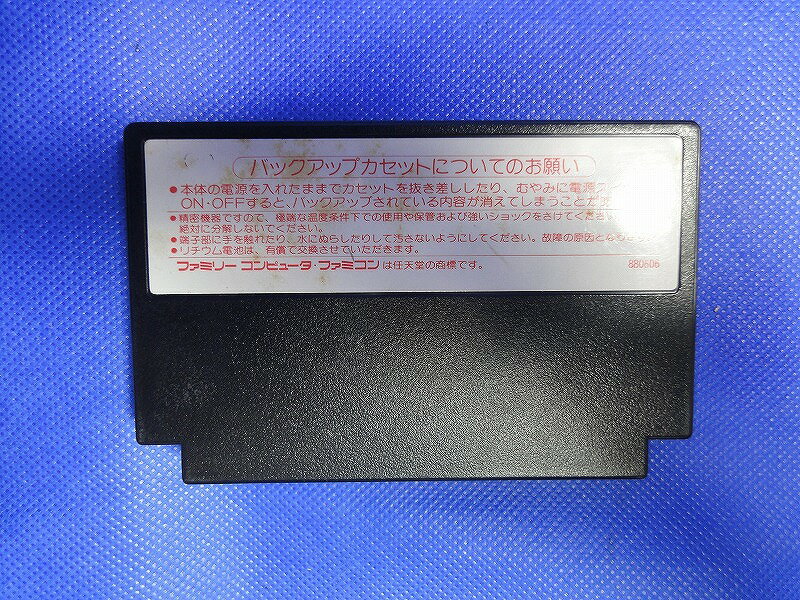 バックアップカセットについてのお願い
●本体の電源を入れたままでカセットを抜き差ししたり、むやみに電源スイ
ON・OFFすると、バックアップされている内容が消えてしまうことがあ
●精密機器ですので、極端な温度条件下での使用や保管および強いショックをさけてください。
絶対に分解しないでください。
●端子部に手を触れたり、水にぬらしたりして汚さないようにしてください。故障の原因となります。
●リチウム電池は、有償で交換させていただきます。
ファミリー コンピュータ・ファミコン は任天堂の商標です。
880606